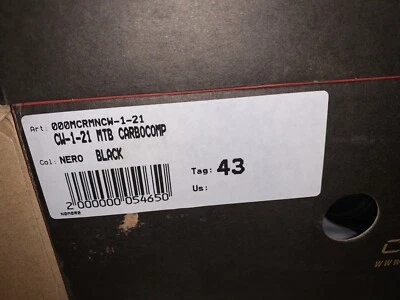 Art: 000MCRMNCW-1-21
CW-1-21 MTB CARBOCOMP
Col: NERO BLACK
Tag: 43
Us:
2 000000 054650